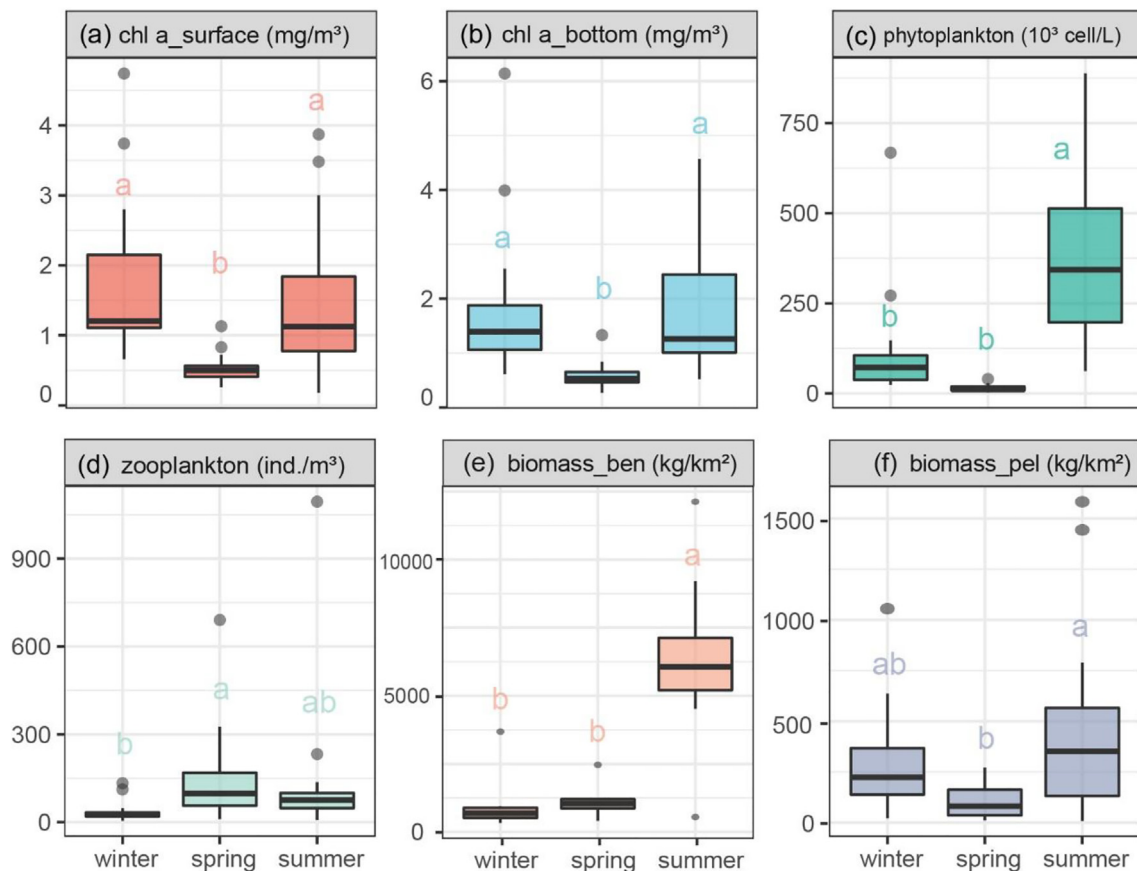 (a) chl a_surface (mg/m³)
4
3
2
1
0
a
b
a
(b) chl a_bottom (mg/m³)
6
4
2
0
a
b
a
(c) phytoplankton (10³ cell/L)
750
500
250
0
b
b
a
(d) zooplankton (ind./m³)
900
600
300
0
b
a
ab
winter spring summer
(e) biomass_ben (kg/km²)
10000
5000
0
b
b
a
winter spring summer
(f) biomass_pel (kg/km²)
1500
1000
500
0
ab
b
a
winter spring summer